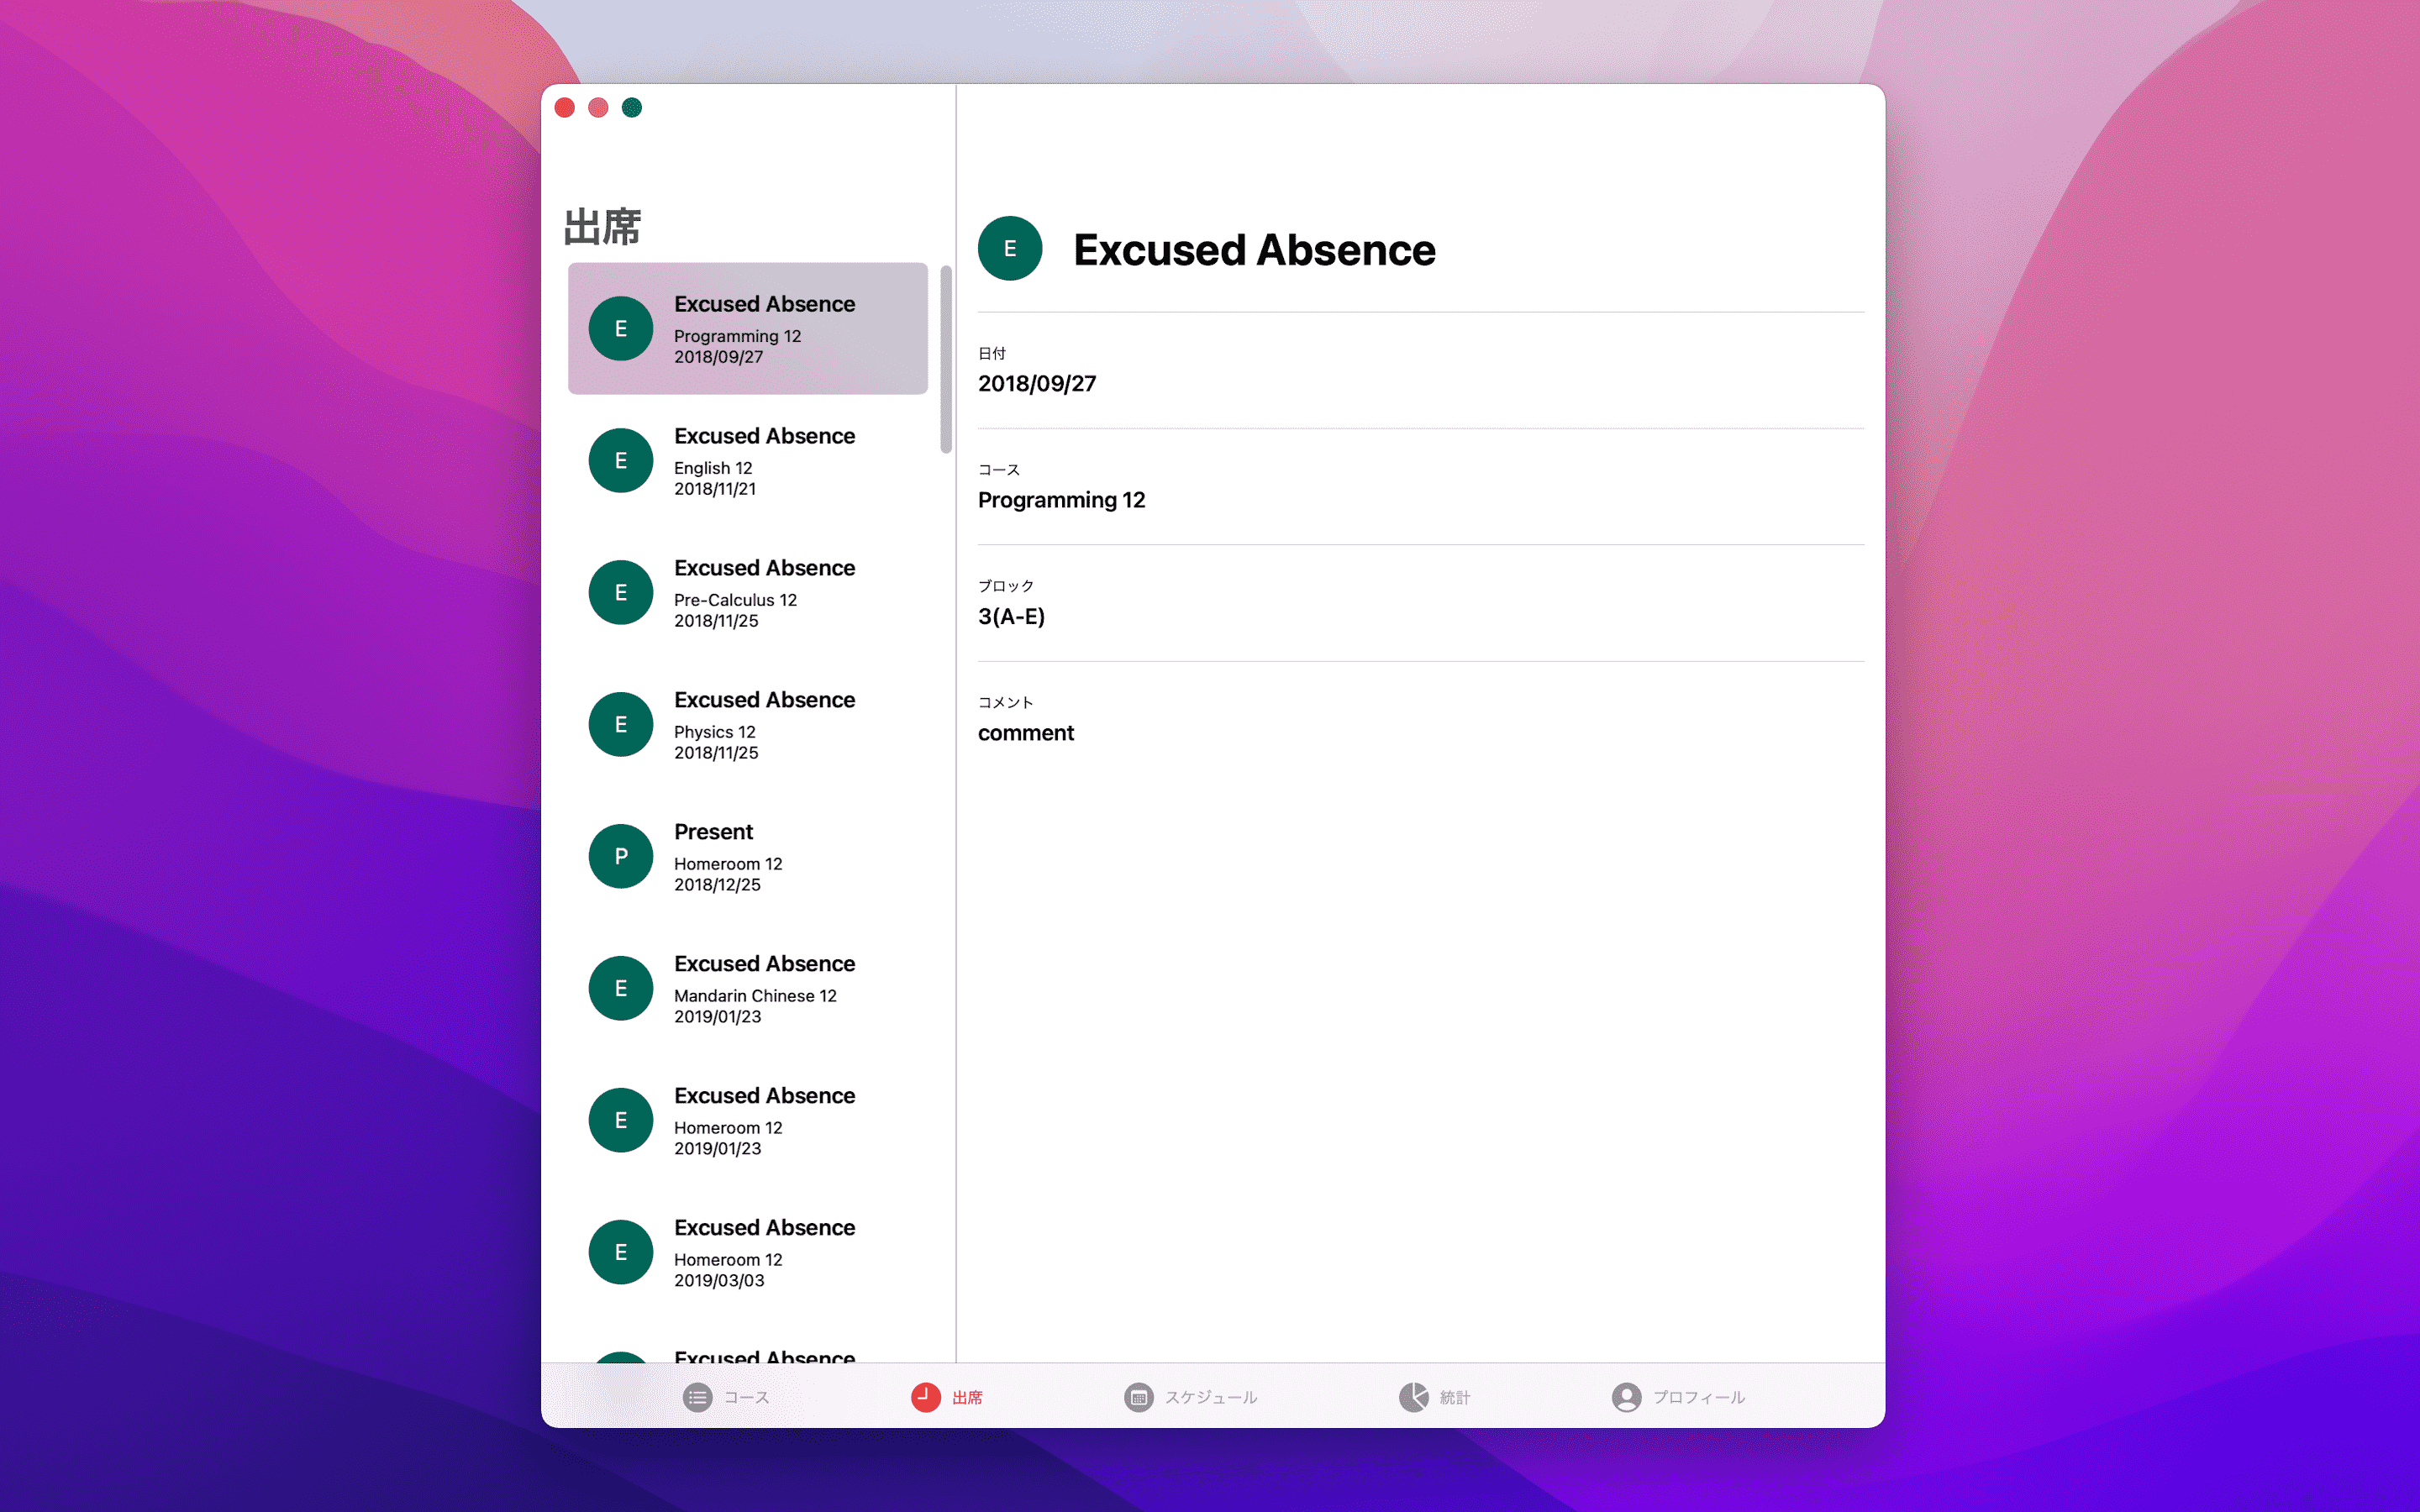 出席
E
Excused Absence
Programming 12
2018/09/27
E
Excused Absence
English 12
2018/11/21
E
Excused Absence
Pre-Calculus 12
2018/11/25
E
Excused Absence
Physics 12
2018/11/25
P
Present
Homeroom 12
2018/12/25
E
Excused Absence
Mandarin Chinese 12
2019/01/23
E
Excused Absence
Homeroom 12
2019/01/23
E
Excused Absence
Homeroom 12
2019/03/03
Excused Absence
E
Excused Absence
日付
2018/09/27
コース
Programming 12
ブロック
3(A-E)
コメント
comment
コース
出席
スケジュール
統計
プロフィール